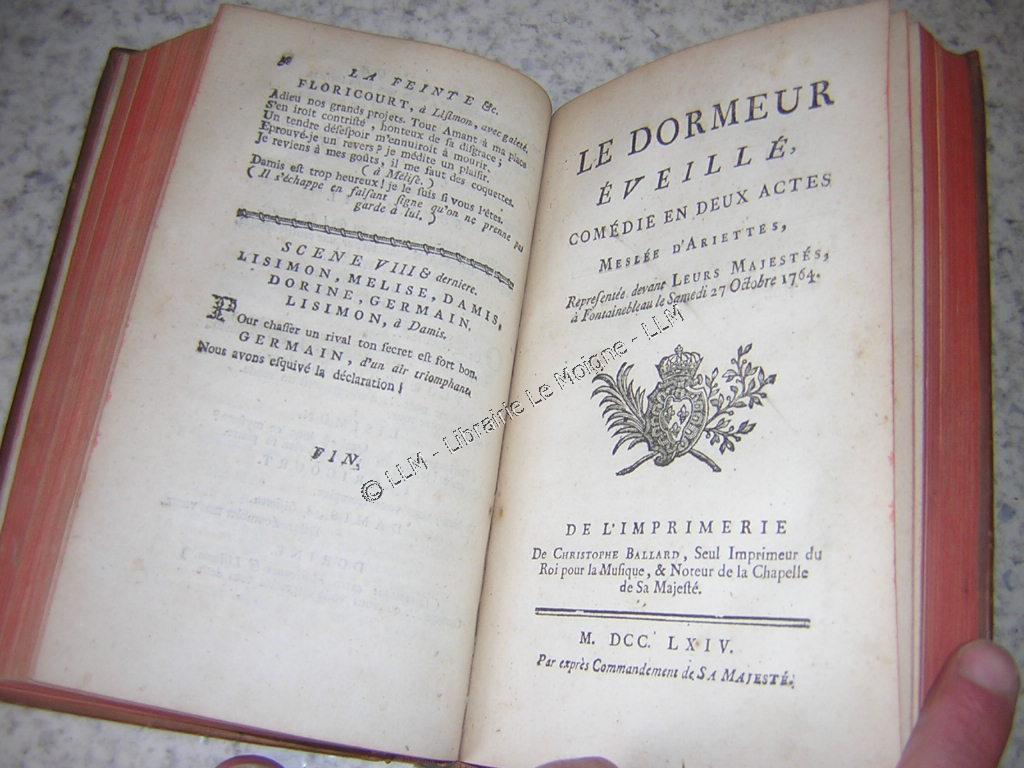 LA FEINTE &c.
FLORICOURT, à Lisimon, avec gaieté.
Adieu nos grands projets. Tout Amant à ma place
S'en iroit contristé, honteux de sa disgrace;
Un tendre désespoir m'ennuiroit à mourir.
Eprouvé-je un revers? je médite un plaisir.
Je reviens à mes goûts, il me faut des coquettes.
(à Mélise.)
Damis est trop heureux! je le suis si vous l'êtes.
(Il s'échappe en faisant signe qu'on ne prenne pas
garde à lui.)
SCENE VIII & derniere.
LISIMON, MELISE, DAMIS,
DORINE, GERMAIN.
LISIMON, à Damis.
Pour chasser un rival ton secret est fort bon.
GERMAIN, d'un air triomphant.
Nous avons esquivé la déclaration!
FIN.
LE DORMEUR
ÉVEILLÉ,
COMÉDIE EN DEUX ACTES
MESLÉE D'ARIETTES,
Representée devant LEURS MAJESTÉS,
à Fontainebleau le Samedi 27 Octobre 1764.
DE L'IMPRIMERIE
De CHRISTOPHE BALLARD, Seul Imprimeur du
Roi pour la Musique, & Noteur de la Chapelle
de Sa Majesté.
M. DCC. LXIV.
Par exprès Commandement de SA MAJESTÉ.
© LLM - Librairie Le Moigne - LLM